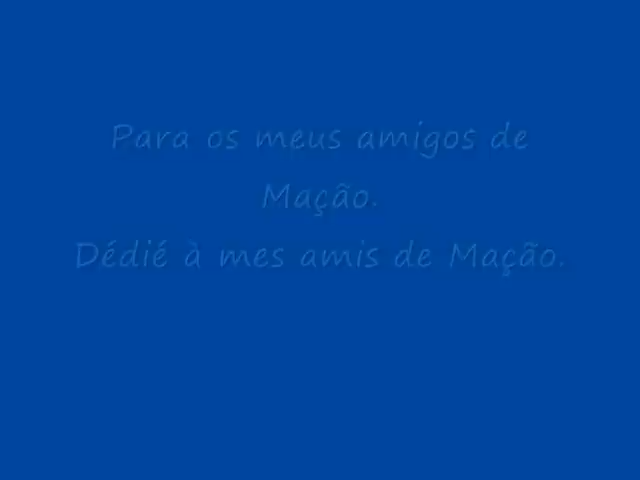 Para os meus amigos de
Mação.
Dédié à mes amis de Mação.